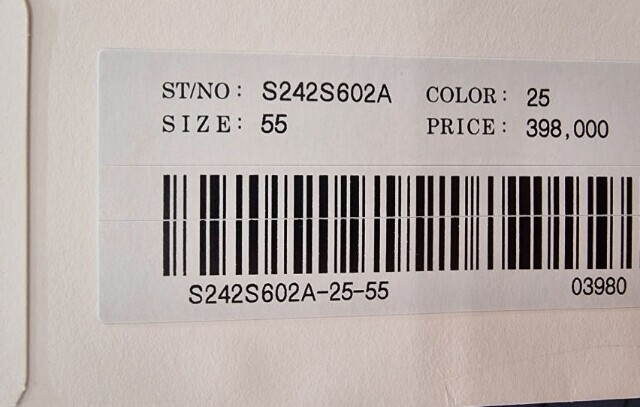 ST/NO: S242S602A COLOR: 25
SIZE: 55 PRICE: 398,000
S242S602A-25-55 03980